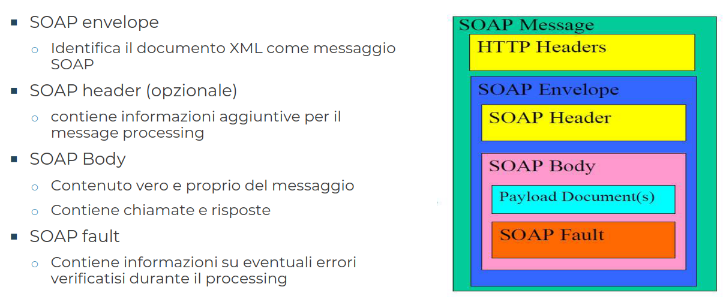 SOAP envelope
Identifica il documento XML come messaggio
SOAP
SOAP header (opzionale)
contiene informazioni aggiuntive per il
message processing
SOAP Body
Contenuto vero e proprio del messaggio
Contiene chiamate e risposte
SOAP fault
Contiene informazioni su eventuali errori
verificatisi durante il processing
SOAP Message
HTTP Headers
SOAP Envelope
SOAP Header
SOAP Body
Payload Document(s)
SOAP Fault